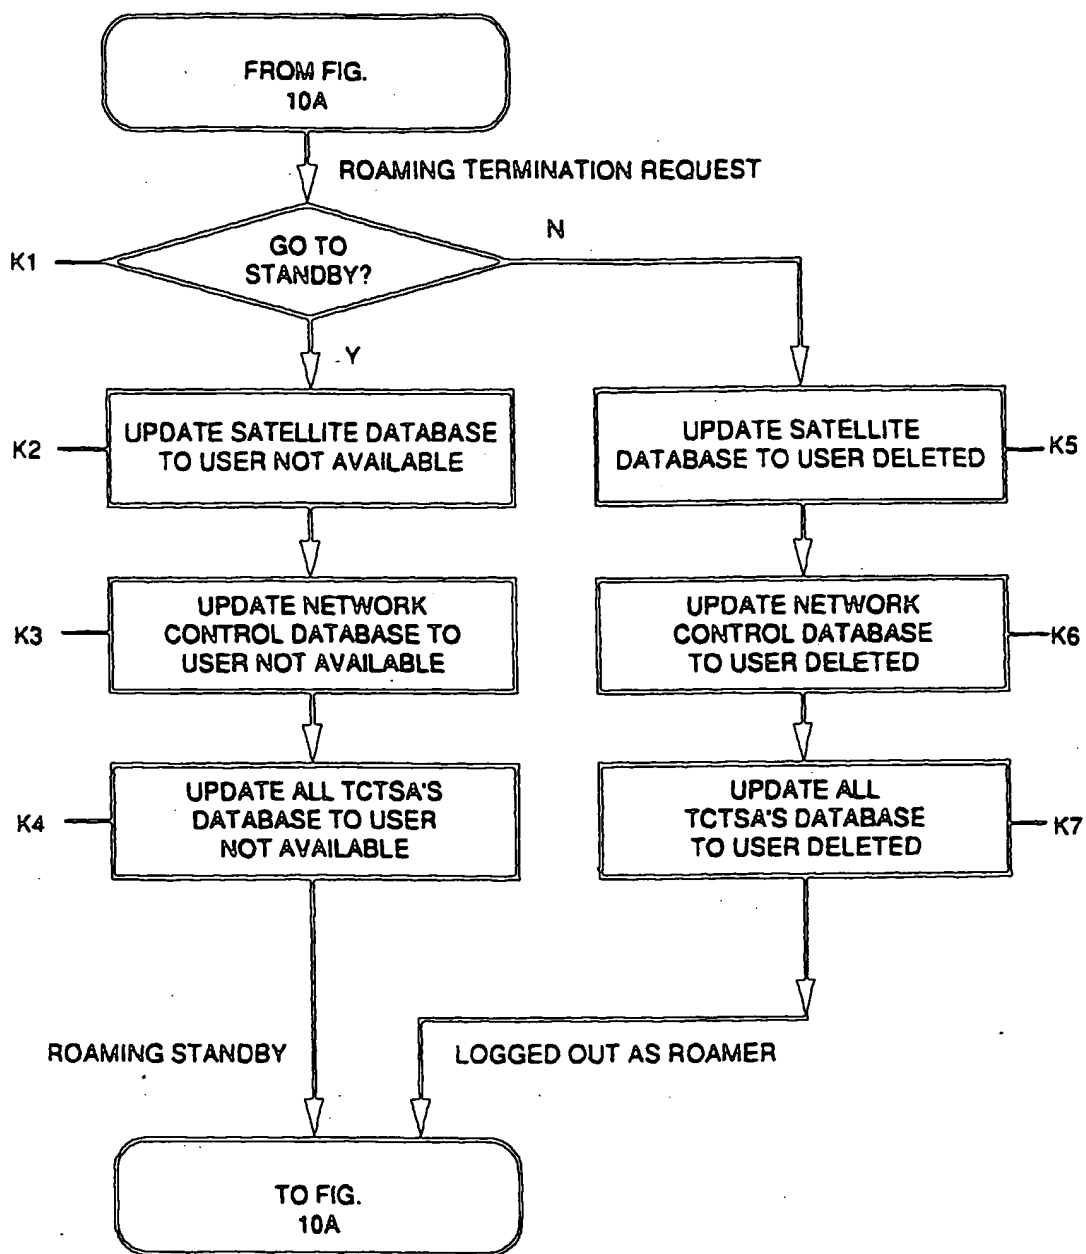 FROM FIG.
10A
ROAMING TERMINATION REQUEST
N
K1
GO TO
STANDBY?
Y
K2
UPDATE SATELLITE DATABASE
TO USER NOT AVAILABLE
UPDATE SATELLITE
DATABASE TO USER DELETED
K5
K3
UPDATE NETWORK
CONTROL DATABASE TO
USER NOT AVAILABLE
UPDATE NETWORK
CONTROL DATABASE
TO USER DELETED
K6
K4
UPDATE ALL TCTSA'S
DATABASE TO USER
NOT AVAILABLE
UPDATE ALL
TCTSA'S DATABASE
TO USER DELETED
K7
ROAMING STANDBY
LOGGED OUT AS ROAMER
TO FIG.
10A